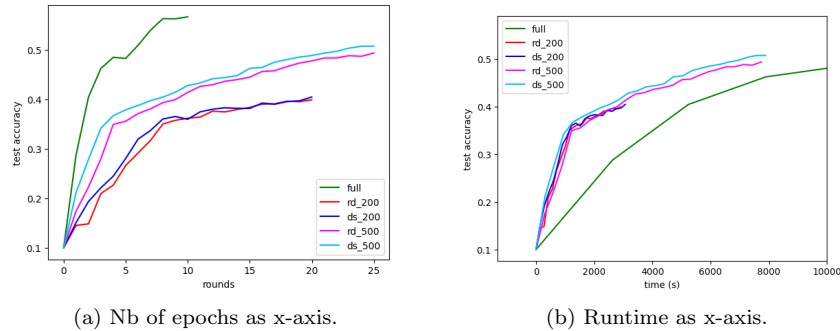 0.5
0.4
0.3
0.2
0.1
test accuracy
0 5 10 15 20 25
rounds
full
rd_200
ds_200
rd_500
ds_500
(a) Nb of epochs as x-axis.
0.5
0.4
0.3
0.2
0.1
test accuracy
0 2000 4000 6000 8000 10000
time (s)
full
rd_200
ds_200
rd_500
ds_500
(b) Runtime as x-axis.